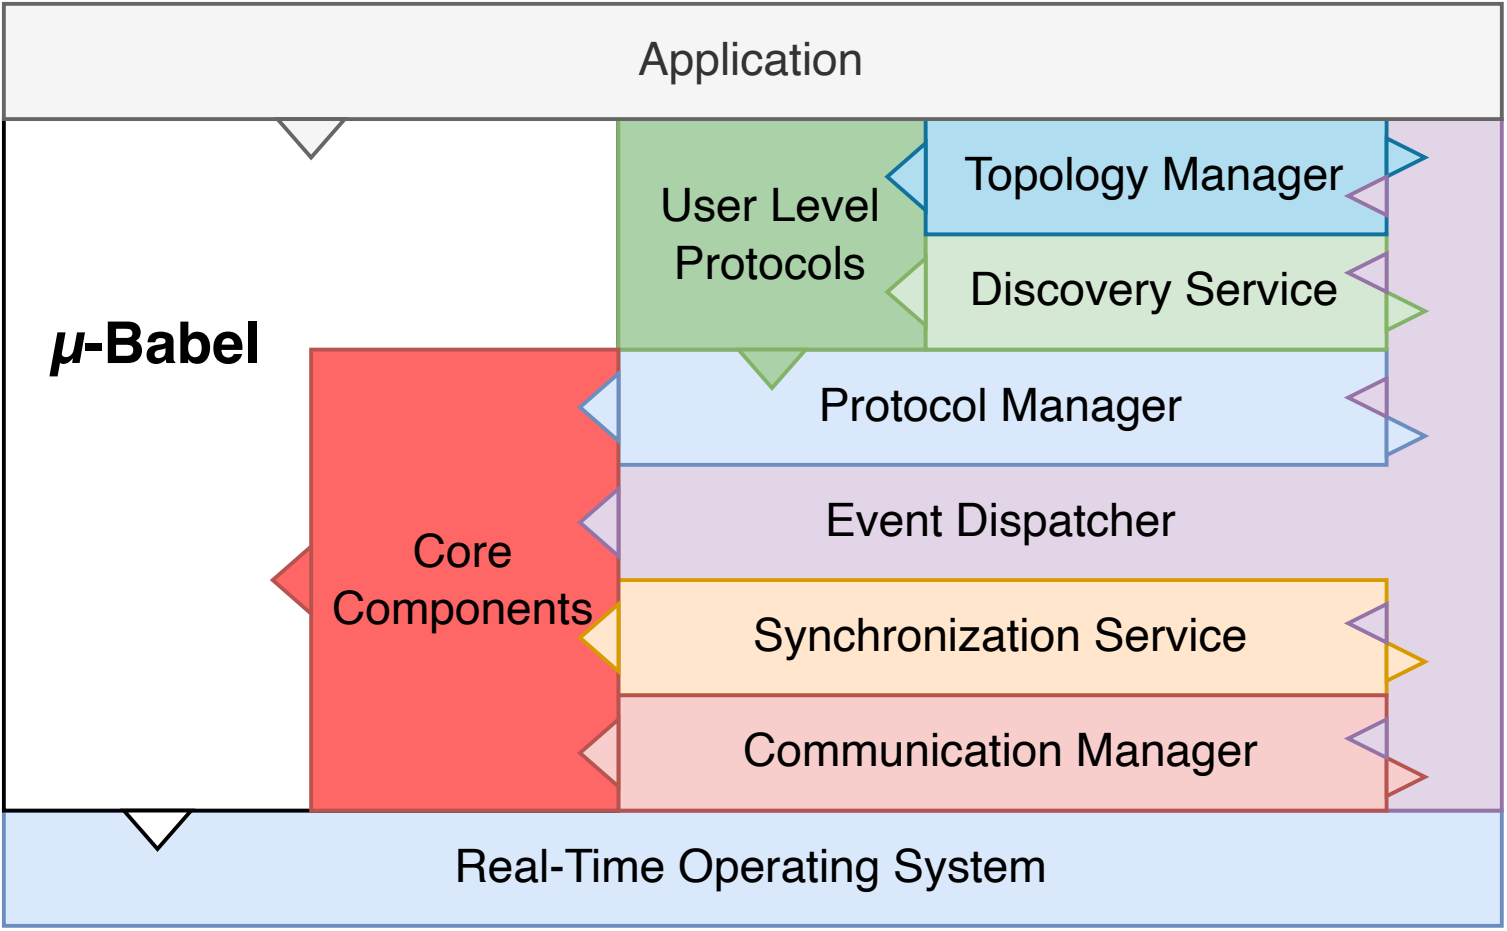 Application
Topology Manager
User Level
Protocols
Discovery Service
μ-Babel
Protocol Manager
Event Dispatcher
Core
Components
Synchronization Service
Communication Manager
Real-Time Operating System